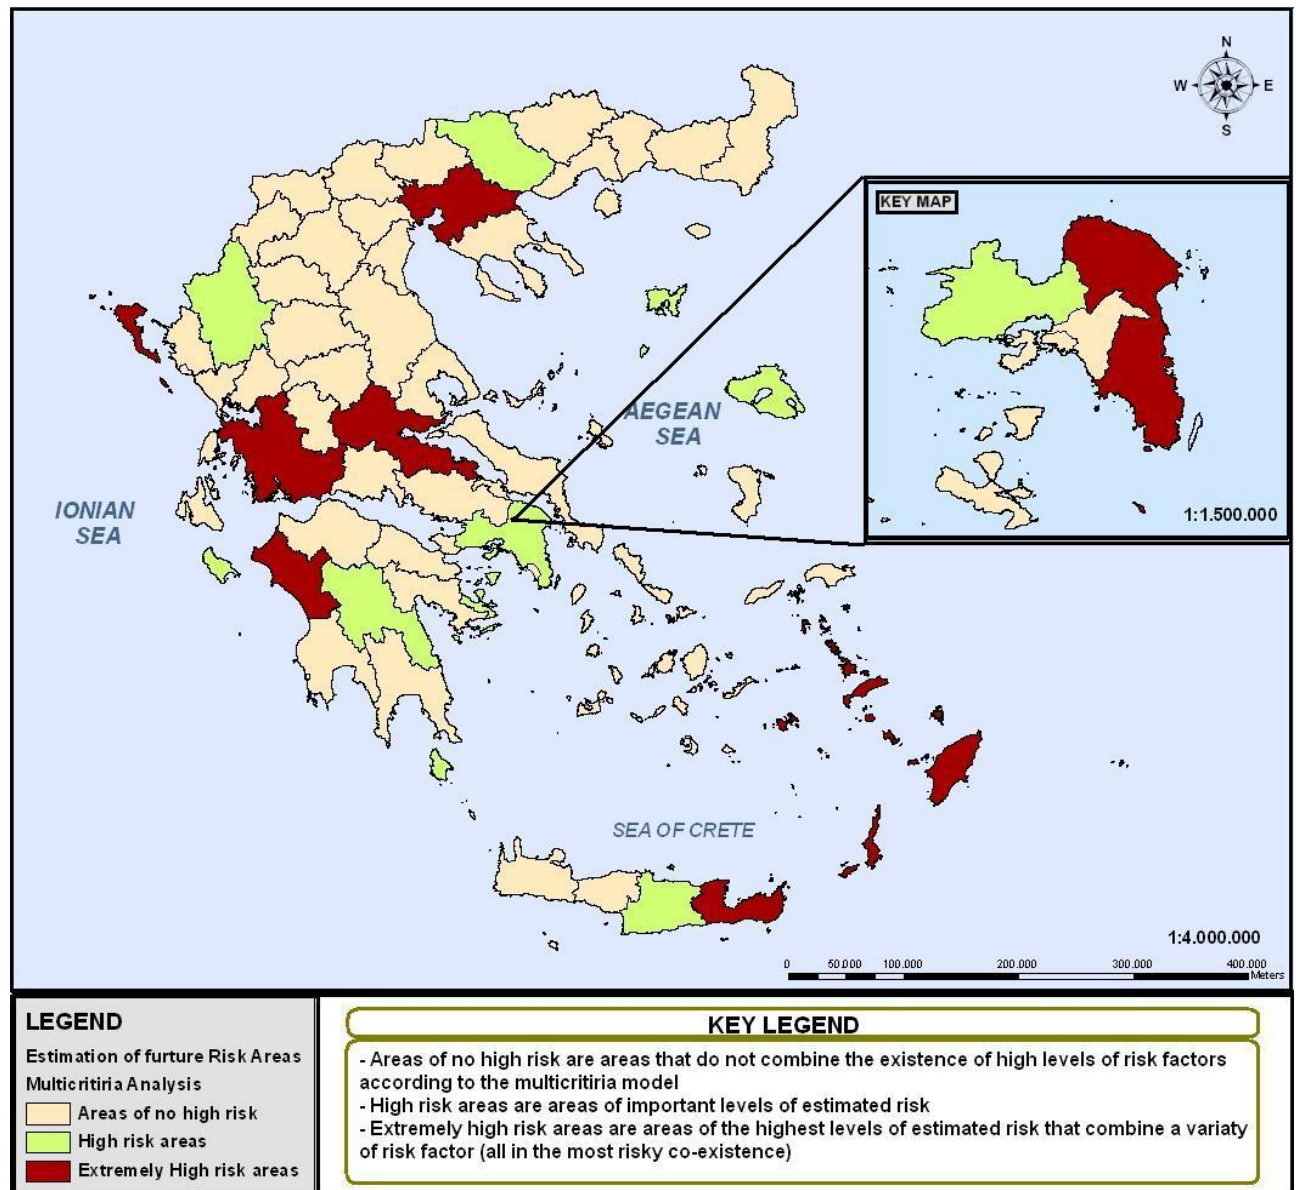 N
W E
S
KEY MAP
1:1.500.000
AEGEAN
SEA
IONIAN
SEA
SEA OF CRETE
1:4.000.000
0 50.000 100.000 200.000 300.000 400.000
Meters
LEGEND
Estimation of furture Risk Areas
Multicritiria Analysis
Areas of no high risk
High risk areas
Extremely High risk areas
KEY LEGEND
- Areas of no high risk are areas that do not combine the existence of high levels of risk factors
according to the multicritiria model
- High risk areas are areas of important levels of estimated risk
- Extremely high risk areas are areas of the highest levels of estimated risk that combine a variaty
of risk factor (all in the most risky co-existence)